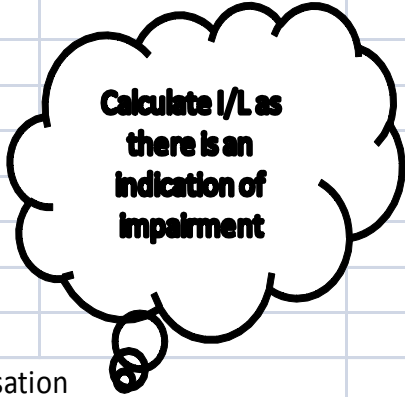 Calculate I/L as
there is an
indication of
impairment
sation